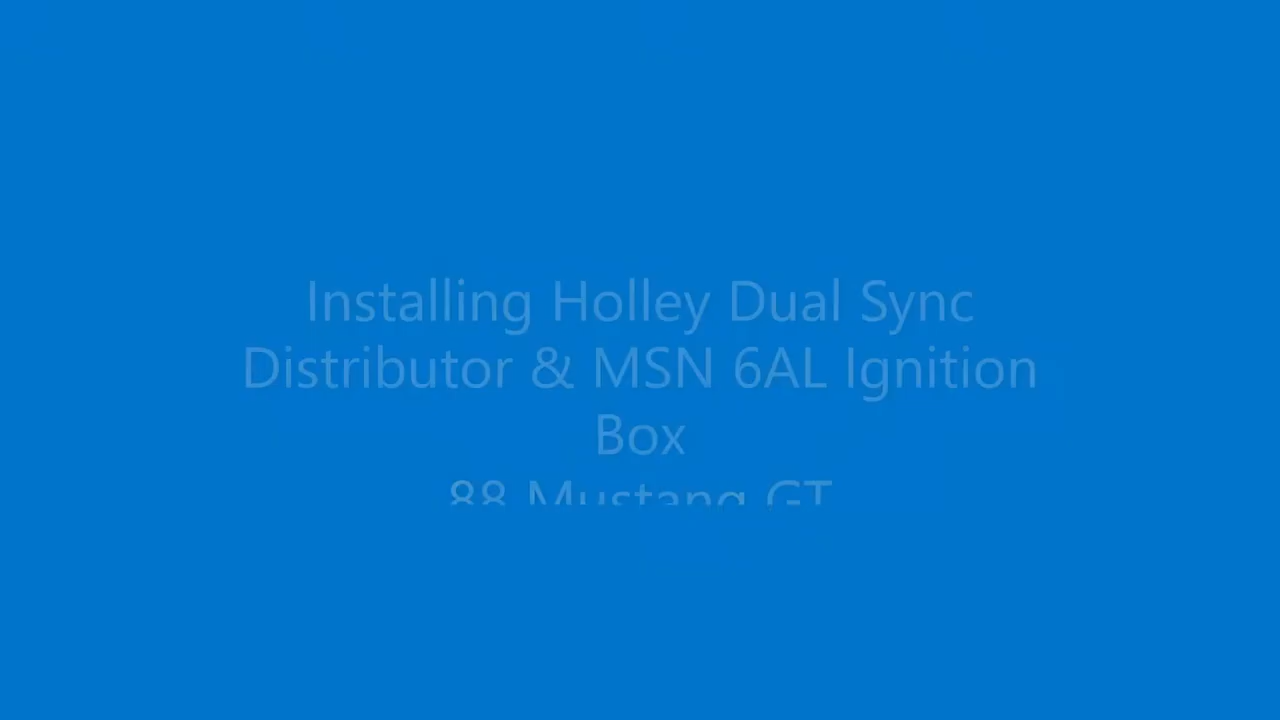 Installing Holley Dual Sync
Distributor & MSN 6AL Ignition
Box
88 Mustang GT